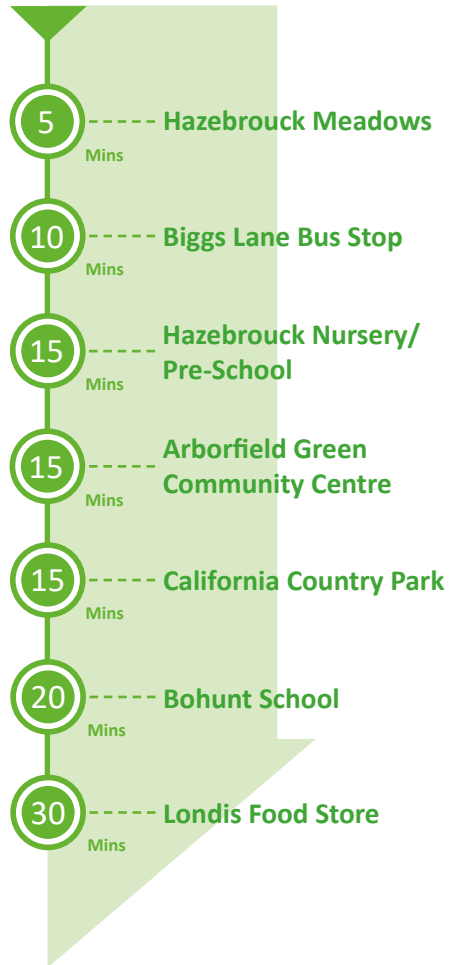 5
Mins
Hazebrouck Meadows
10
Mins
Biggs Lane Bus Stop
15
Mins
Hazebrouck Nursery/
Pre-School
15
Mins
Arborfield Green
Community Centre
15
Mins
California Country Park
20
Mins
Bohunt School
30
Mins
Londis Food Store